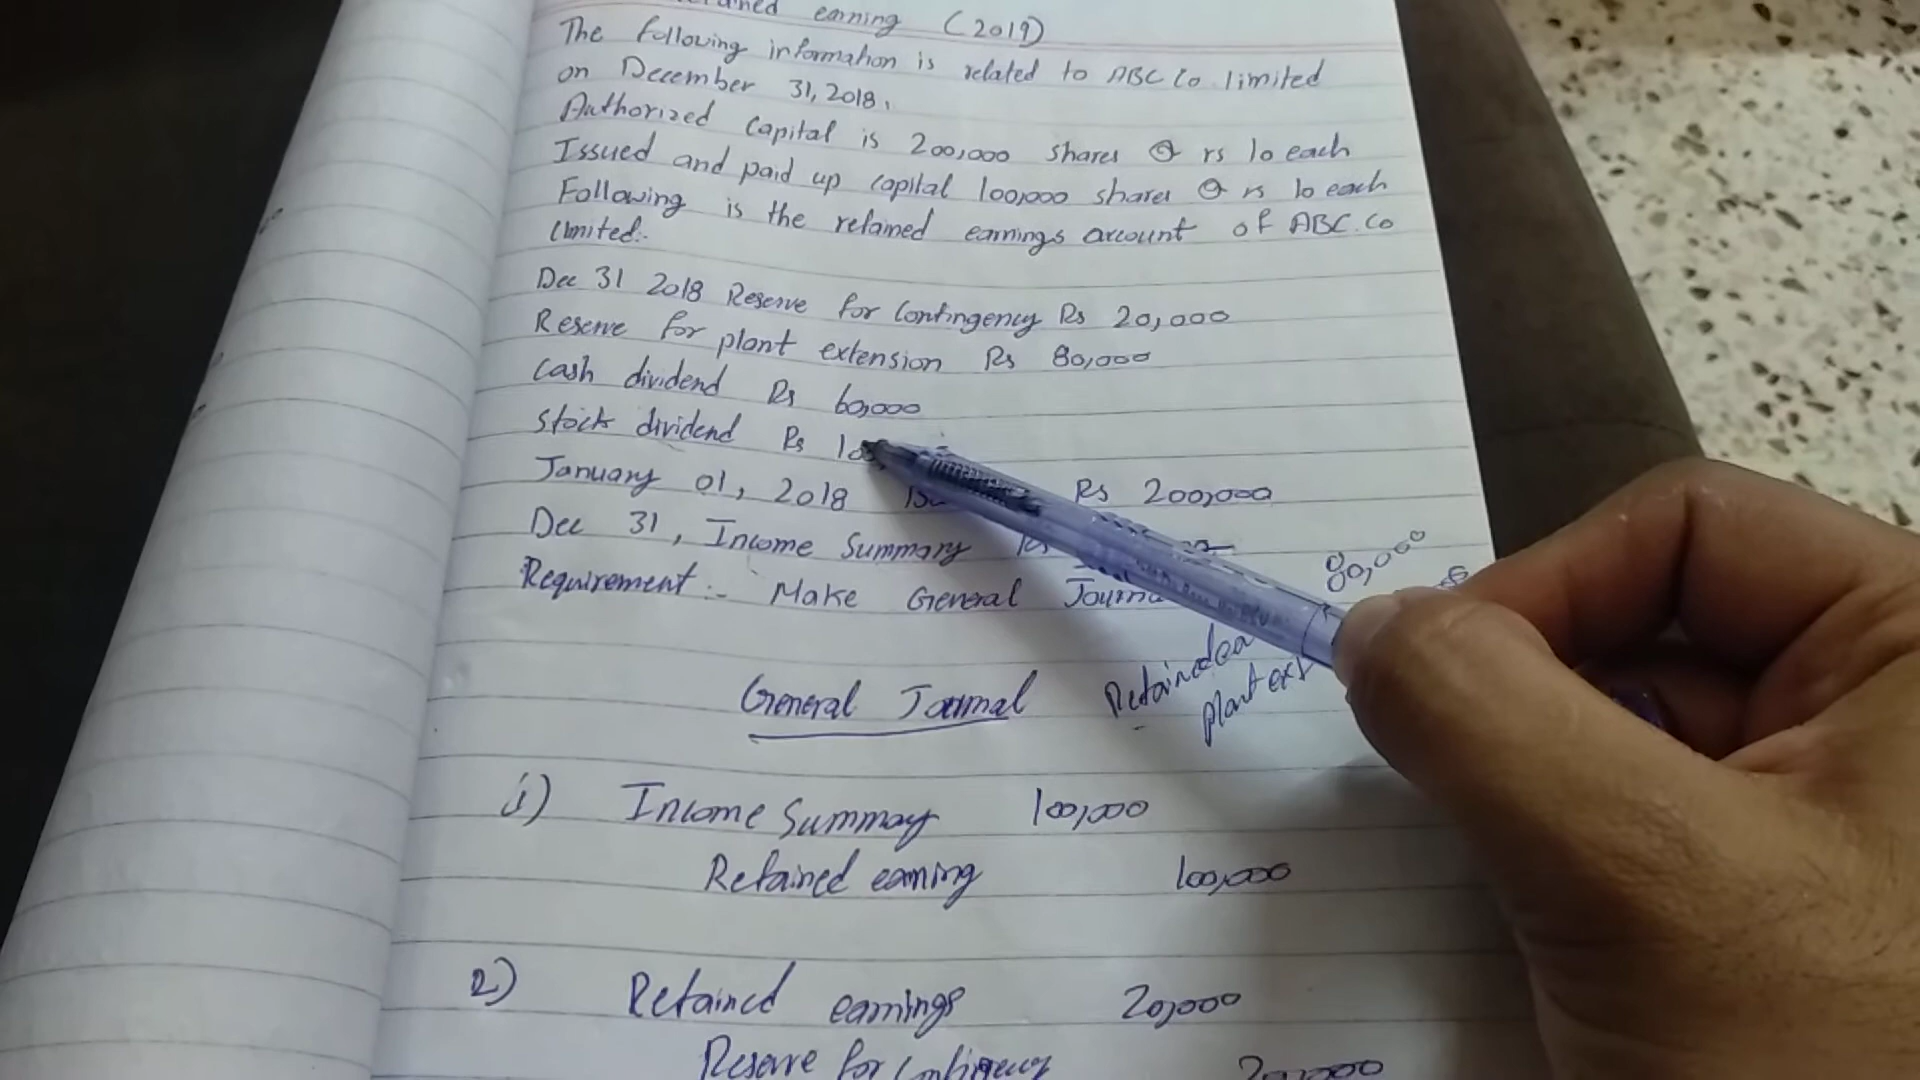 earning (2019)
The following information is related to ABC Co limited
on December 31, 2018,
Authorized Capital is 200,000 shares @ rs 10 each
Issued and paid up capital 100,000 shares @ rs 10 each
Following is the retained earnings account of ABC.Co
limited:-
Dec 31 2018 Reserve for contingency Rs 20,000
Reserve for plant extension Rs 80,000
Cash dividend Rs 60,000
Stock dividend Rs
January 01, 2018 Rs 200,000
Dec 31, Income Summary
Requirement:- Make General
80,000
Plant ext
General Journal
1) Income Summary 100,000
Retained earning 100,000
2) Retained earnings 20,000
Reserve for Contigency 20,000